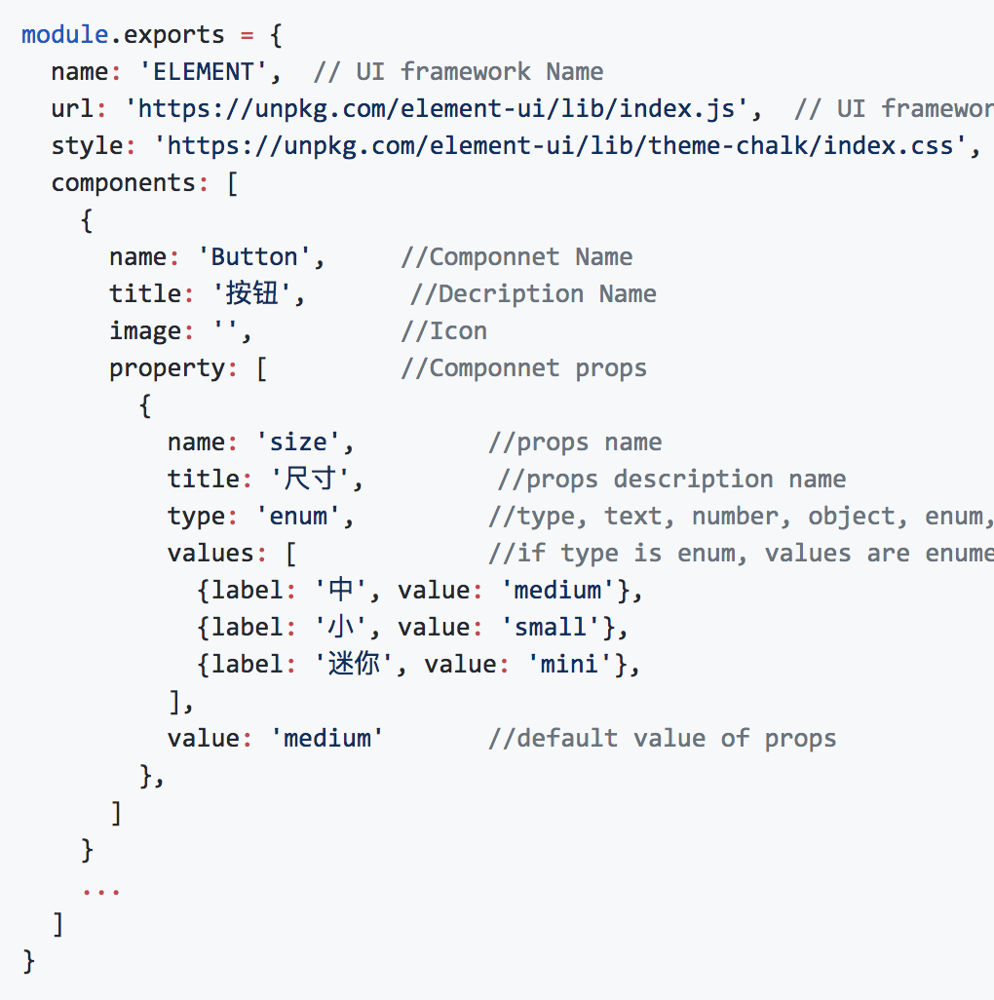 module.exports = {
  name: 'ELEMENT',  // UI framework Name
  url: 'https://unpkg.com/element-ui/lib/index.js',  // UI
  style: 'https://unpkg.com/element-ui/lib/theme-chalk/index.css',
  components: [
    {
      name: 'Button',     //Componnet Name
      title: '按钮',       //Decription Name
      image: '',          //Icon
      property: [         //Componnet props
        {
          name: 'size',         //props name
          title: '尺寸',         //props description name
          type: 'enum',         //type, text, number, object, enum,
          values: [             //if type is enum, values are
            {label: '中', value: 'medium'},
            {label: '小', value: 'small'},
            {label: '迷你', value: 'mini'},
          ],
          value: 'medium'       //default value of props
        },
      ]
    }
    ...
  ]
}